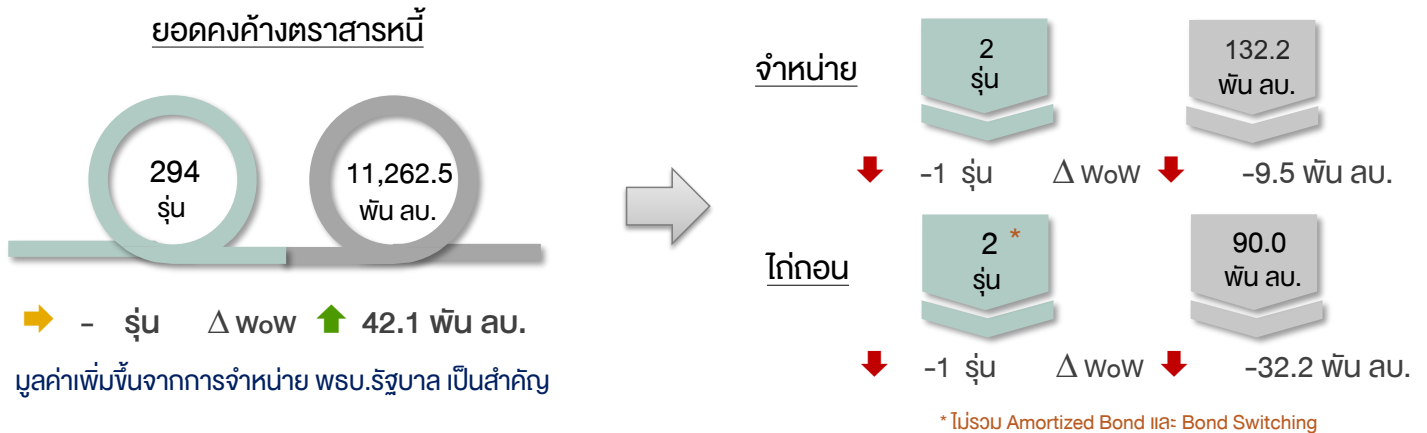 ยอดคงค้างตราสารหนี้
294
รุ่น
11,262.5
พัน ลบ.
- รุ่น Δ WoW 42.1 พัน ลบ.
มูลค่าเพิ่มขึ้นจากการจำหน่าย พธบ.รัฐบาล เป็นสำคัญ
จำหน่าย
2
รุ่น
132.2
พัน ลบ.
-1 รุ่น Δ WoW -9.5 พัน ลบ.
ไถ่ถอน
2 *
รุ่น
90.0
พัน ลบ.
-1 รุ่น Δ WoW -32.2 พัน ลบ.
* ไม่รวม Amortized Bond และ Bond Switching